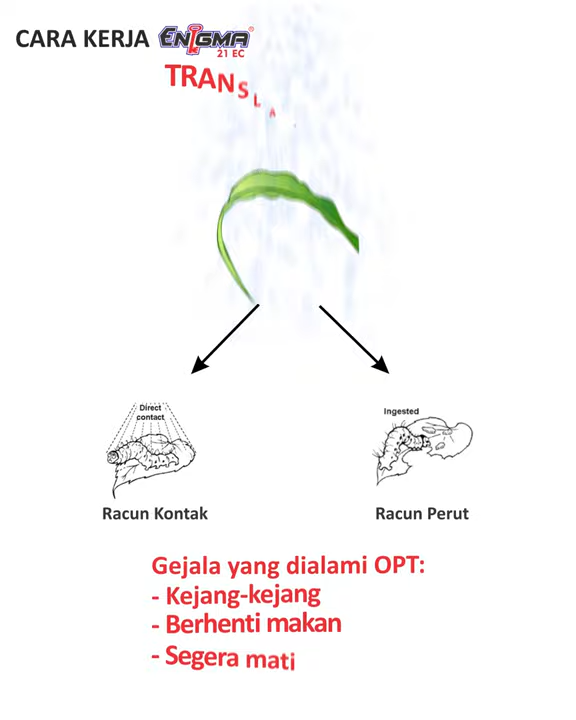 CARA KERJA ENIGMA®
21 EC
TRANSLA
Direct
contact
Ingested
Racun Kontak
Racun Perut
Gejala yang dialami OPT:
- Kejang-kejang
- Berhenti makan
- Segera mati